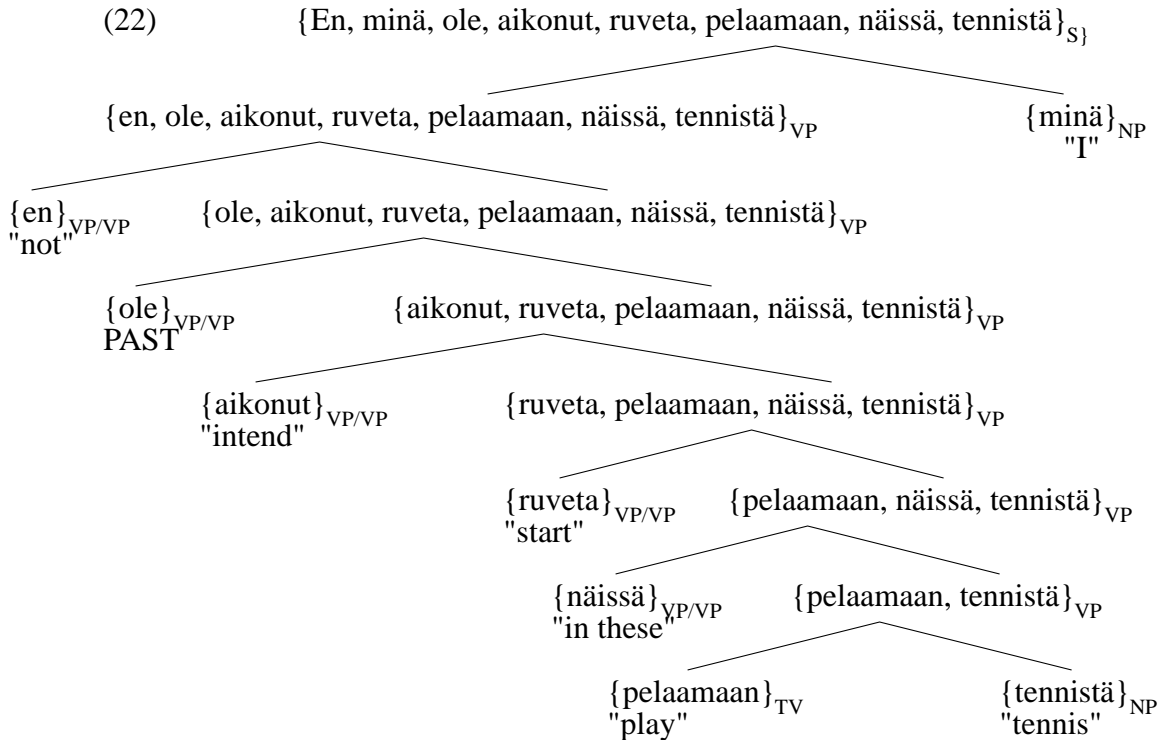 (22) {En, minä, ole, aikonut, ruveta, pelaamaan, näissä, tennistä}S}
{en, ole, aikonut, ruveta, pelaamaan, näissä, tennistä}VP {minä}NP
"I"
{en}VP/VP {ole, aikonut, ruveta, pelaamaan, näissä, tennistä}VP
"not"
{ole}VP/VP {aikonut, ruveta, pelaamaan, näissä, tennistä}VP
PAST
{aikonut}VP/VP {ruveta, pelaamaan, näissä, tennistä}VP
"intend"
{ruveta}VP/VP {pelaamaan, näissä, tennistä}VP
"start"
{näissä}VP/VP {pelaamaan, tennistä}VP
"in these"
{pelaamaan}TV {tennistä}NP
"play" "tennis"